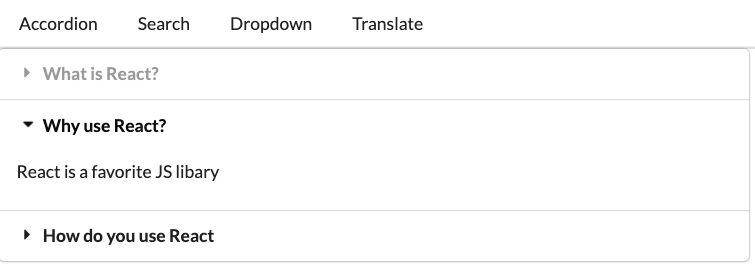 Accordion Search Dropdown Translate
What is React?
Why use React?
React is a favorite JS libary
How do you use React